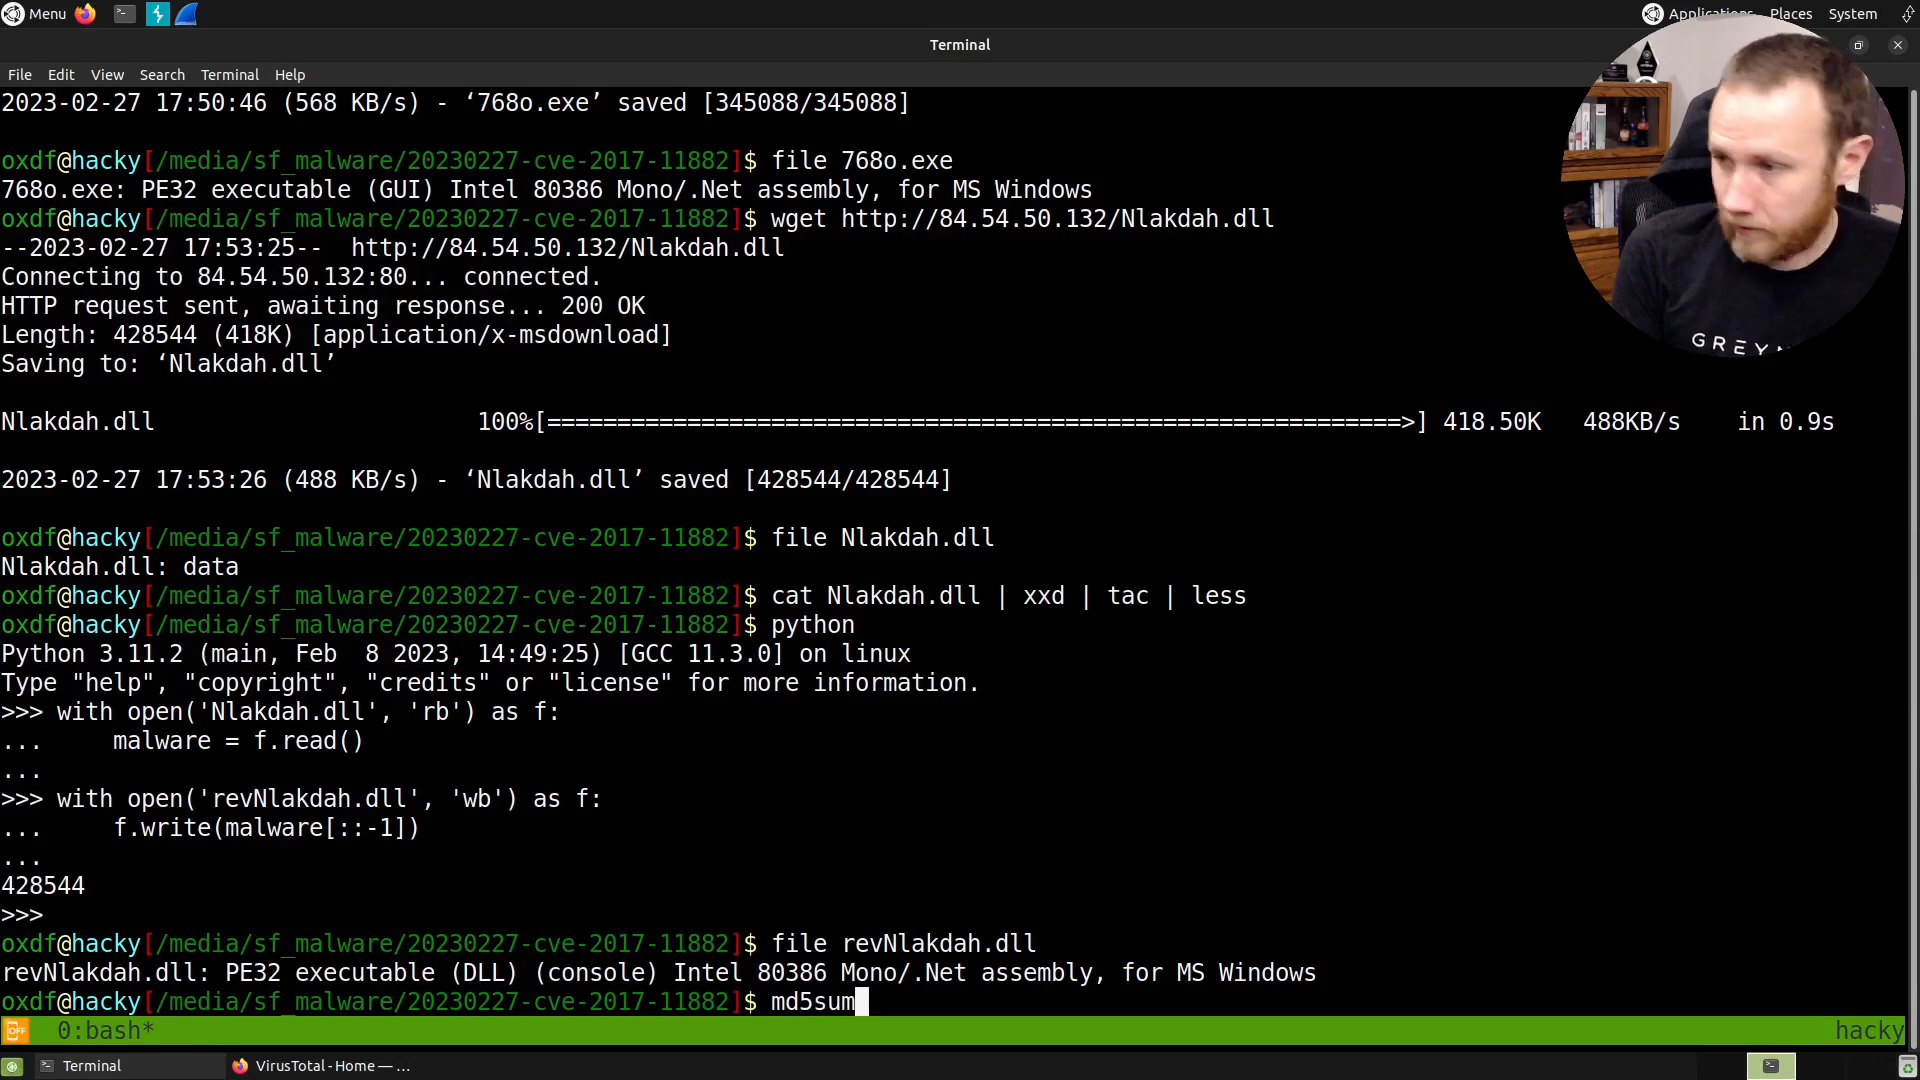 Menu
Applications Places System
Terminal
File Edit View Search Terminal Help
2023-02-27 17:50:46 (568 KB/s) - ‘768o.exe’ saved [345088/345088]
oxdf@hacky[/media/sf_malware/20230227-cve-2017-11882]$ file 768o.exe
768o.exe: PE32 executable (GUI) Intel 80386 Mono/.Net assembly, for MS Windows
oxdf@hacky[/media/sf_malware/20230227-cve-2017-11882]$ wget http://84.54.50.132/Nlakdah.dll
--2023-02-27 17:53:25--  http://84.54.50.132/Nlakdah.dll
Connecting to 84.54.50.132:80... connected.
HTTP request sent, awaiting response... 200 OK
Length: 428544 (418K) [application/x-msdownload]
Saving to: ‘Nlakdah.dll’
Nlakdah.dll 100%[=============================================================>] 418.50K 488KB/s in 0.9s
2023-02-27 17:53:26 (488 KB/s) - ‘Nlakdah.dll’ saved [428544/428544]
oxdf@hacky[/media/sf_malware/20230227-cve-2017-11882]$ file Nlakdah.dll
Nlakdah.dll: data
oxdf@hacky[/media/sf_malware/20230227-cve-2017-11882]$ cat Nlakdah.dll | xxd | tac | less
oxdf@hacky[/media/sf_malware/20230227-cve-2017-11882]$ python
Python 3.11.2 (main, Feb  8 2023, 14:49:25) [GCC 11.3.0] on linux
Type "help", "copyright", "credits" or "license" for more information.
>>> with open('Nlakdah.dll', 'rb') as f:
...     malware = f.read()
...
>>> with open('revNlakdah.dll', 'wb') as f:
...     f.write(malware[::-1])
...
428544
>>>
oxdf@hacky[/media/sf_malware/20230227-cve-2017-11882]$ file revNlakdah.dll
revNlakdah.dll: PE32 executable (DLL) (console) Intel 80386 Mono/.Net assembly, for MS Windows
oxdf@hacky[/media/sf_malware/20230227-cve-2017-11882]$ md5sum
OFF 0:bash* hacky
Terminal VirusTotal - Home — ...